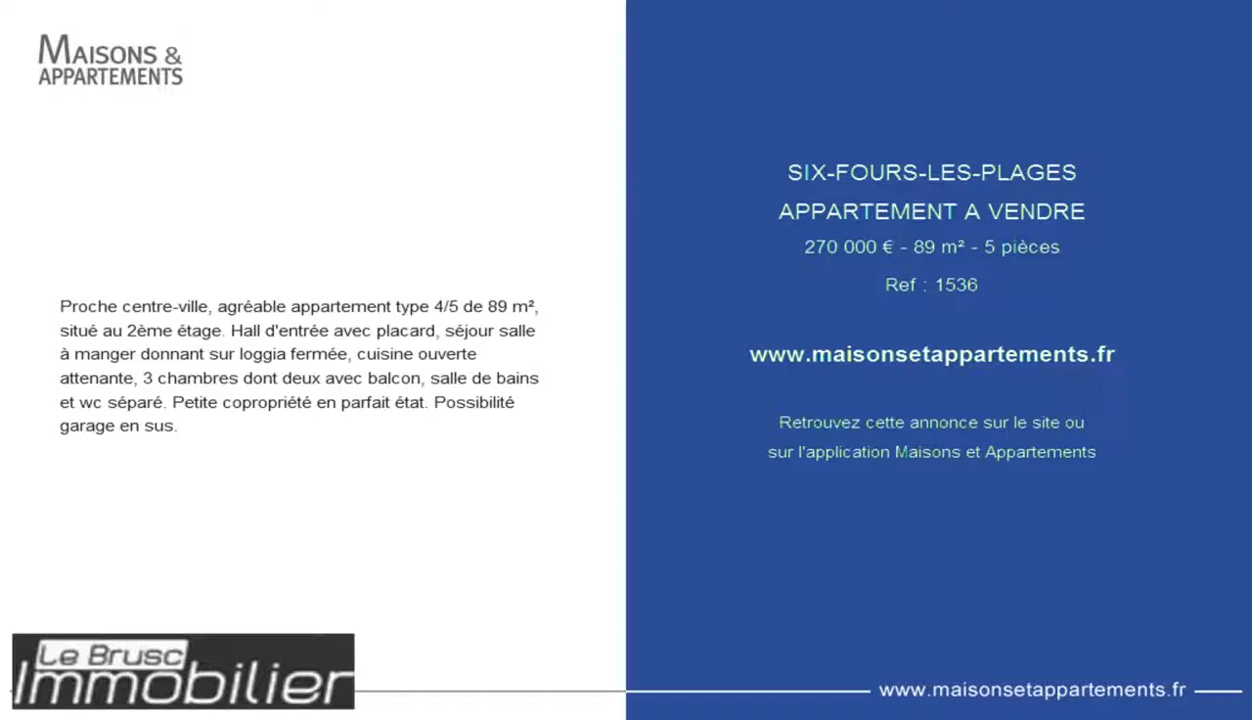 MAISONS &
APPARTEMENTS
Proche centre-ville, agréable appartement type 4/5 de 89 m²,
situé au 2ème étage. Hall d'entrée avec placard, séjour salle
à manger donnant sur loggia fermée, cuisine ouverte
attenante, 3 chambres dont deux avec balcon, salle de bains
et wc séparé. Petite copropriété en parfait état. Possibilité
garage en sus.
Le Brusc
Immobilier
SIX-FOURS-LES-PLAGES
APPARTEMENT A VENDRE
270 000 € - 89 m² - 5 pièces
Ref : 1536
www.maisonsetappartements.fr
Retrouvez cette annonce sur le site ou
sur l'application Maisons et Appartements
www.maisonsetappartements.fr